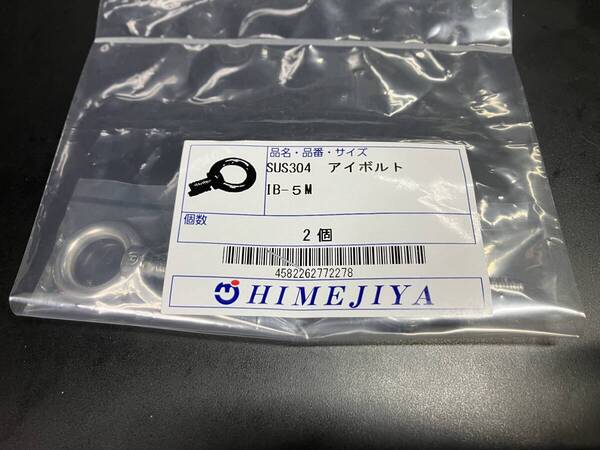 品名・品番・サイズ
SUS304　アイボルト
IB-５M
個数
２個
4582262772278
HIMEJIYA